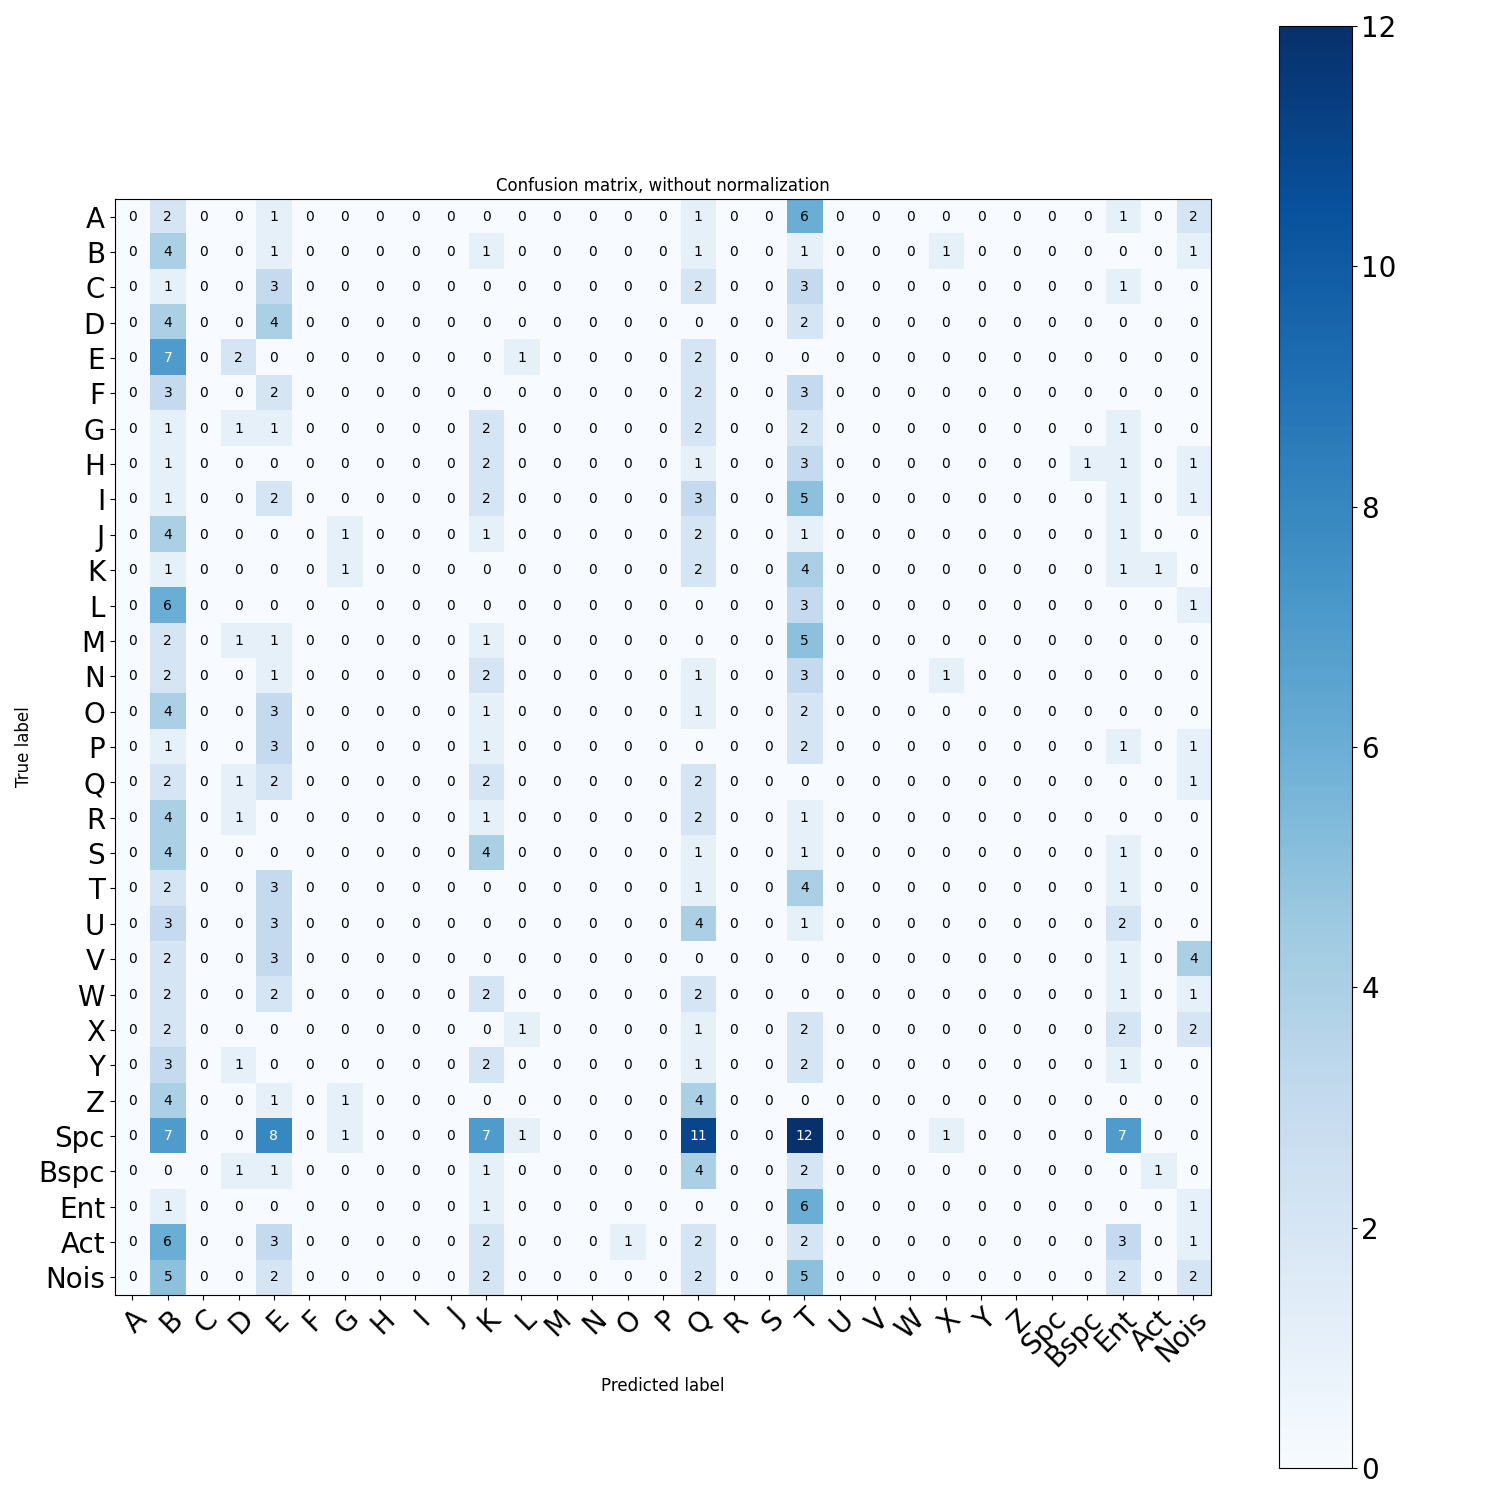 Confusion matrix, without normalization
A 0 2 0 0 1 0 0 0 0 0 0 0 0 0 0 0 1 0 0 6 0 0 0 0 0 0 0 0 1 0 2
B 0 4 0 0 1 0 0 0 0 0 1 0 0 0 0 0 1 0 0 1 0 0 0 1 0 0 0 0 0 0 1
C 0 1 0 0 3 0 0 0 0 0 0 0 0 0 0 0 2 0 0 3 0 0 0 0 0 0 0 0 1 0 0
D 0 4 0 0 4 0 0 0 0 0 0 0 0 0 0 0 0 0 0 2 0 0 0 0 0 0 0 0 0 0 0
E 0 7 0 2 0 0 0 0 0 0 0 1 0 0 0 0 2 0 0 0 0 0 0 0 0 0 0 0 0 0 0
F 0 3 0 0 2 0 0 0 0 0 0 0 0 0 0 0 2 0 0 3 0 0 0 0 0 0 0 0 0 0 0
G 0 1 0 1 1 0 0 0 0 0 2 0 0 0 0 0 2 0 0 2 0 0 0 0 0 0 0 0 1 0 0
H 0 1 0 0 0 0 0 0 0 0 2 0 0 0 0 0 1 0 0 3 0 0 0 0 0 0 0 1 1 0 1
I 0 1 0 0 2 0 0 0 0 0 2 0 0 0 0 0 3 0 0 5 0 0 0 0 0 0 0 0 1 0 1
J 0 4 0 0 0 0 1 0 0 0 1 0 0 0 0 0 2 0 0 1 0 0 0 0 0 0 0 0 1 0 0
K 0 1 0 0 0 0 1 0 0 0 0 0 0 0 0 0 2 0 0 4 0 0 0 0 0 0 0 0 1 1 0
L 0 6 0 0 0 0 0 0 0 0 0 0 0 0 0 0 0 0 0 3 0 0 0 0 0 0 0 0 0 0 1
M 0 2 0 1 1 0 0 0 0 0 1 0 0 0 0 0 0 0 0 5 0 0 0 0 0 0 0 0 0 0 0
N 0 2 0 0 1 0 0 0 0 0 2 0 0 0 0 0 1 0 0 3 0 0 0 1 0 0 0 0 0 0 0
O 0 4 0 0 3 0 0 0 0 0 1 0 0 0 0 0 1 0 0 2 0 0 0 0 0 0 0 0 0 0 0
P 0 1 0 0 3 0 0 0 0 0 1 0 0 0 0 0 0 0 0 2 0 0 0 0 0 0 0 0 1 0 1
Q 0 2 0 1 2 0 0 0 0 0 2 0 0 0 0 0 2 0 0 0 0 0 0 0 0 0 0 0 0 0 1
R 0 4 0 1 0 0 0 0 0 0 1 0 0 0 0 0 2 0 0 1 0 0 0 0 0 0 0 0 0 0 0
S 0 4 0 0 0 0 0 0 0 0 4 0 0 0 0 0 1 0 0 1 0 0 0 0 0 0 0 0 1 0 0
T 0 2 0 0 3 0 0 0 0 0 0 0 0 0 0 0 1 0 0 4 0 0 0 0 0 0 0 0 1 0 0
U 0 3 0 0 3 0 0 0 0 0 0 0 0 0 0 0 4 0 0 1 0 0 0 0 0 0 0 0 2 0 0
V 0 2 0 0 3 0 0 0 0 0 0 0 0 0 0 0 0 0 0 0 0 0 0 0 0 0 0 0 1 0 4
W 0 2 0 0 2 0 0 0 0 0 2 0 0 0 0 0 2 0 0 0 0 0 0 0 0 0 0 0 1 0 1
X 0 2 0 0 0 0 0 0 0 0 0 1 0 0 0 0 1 0 0 2 0 0 0 0 0 0 0 0 2 0 2
Y 0 3 0 1 0 0 0 0 0 0 2 0 0 0 0 0 1 0 0 2 0 0 0 0 0 0 0 0 1 0 0
Z 0 4 0 0 1 0 1 0 0 0 0 0 0 0 0 0 4 0 0 0 0 0 0 0 0 0 0 0 0 0 0
Spc 0 7 0 0 8 0 1 0 0 0 7 1 0 0 0 0 11 0 0 12 0 0 0 1 0 0 0 0 7 0 0
Bspc 0 0 0 1 1 0 0 0 0 0 1 0 0 0 0 0 4 0 0 2 0 0 0 0 0 0 0 0 0 1 0
Ent 0 1 0 0 0 0 0 0 0 0 1 0 0 0 0 0 0 0 0 6 0 0 0 0 0 0 0 0 0 0 1
Act 0 6 0 0 3 0 0 0 0 0 2 0 0 0 1 0 2 0 0 2 0 0 0 0 0 0 0 0 3 0 1
Nois 0 5 0 0 2 0 0 0 0 0 2 0 0 0 0 0 2 0 0 5 0 0 0 0 0 0 0 0 2 0 2
A B C D E F G H I J K L M N O P Q R S T U V W X Y Z Spc Bspc Ent Act Nois
Predicted label
True label
12
10
8
6
4
2
0